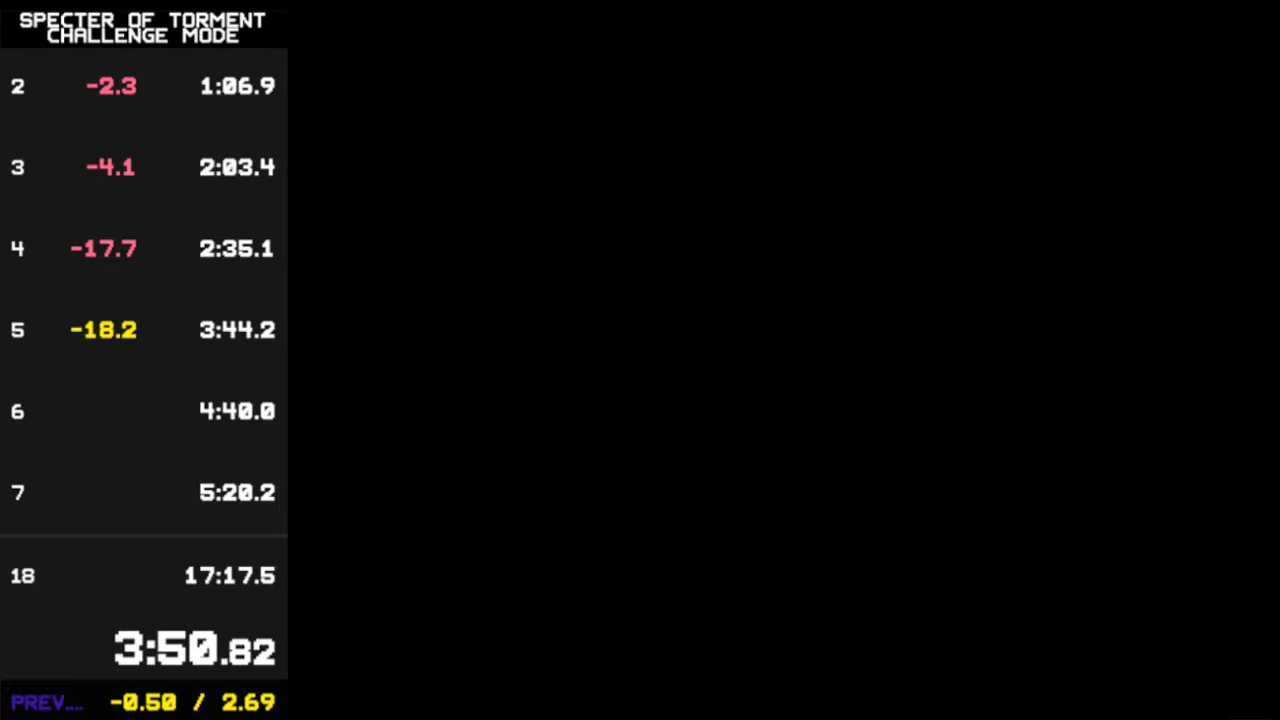 SPECTER OF TORMENT
CHALLENGE MODE
2 -2.3 1:06.9
3 -4.1 2:03.4
4 -17.7 2:35.1
5 -18.2 3:44.2
6 4:40.0
7 5:20.2
18 17:17.5
3:50.82
PREV.... -0.50 / 2.69